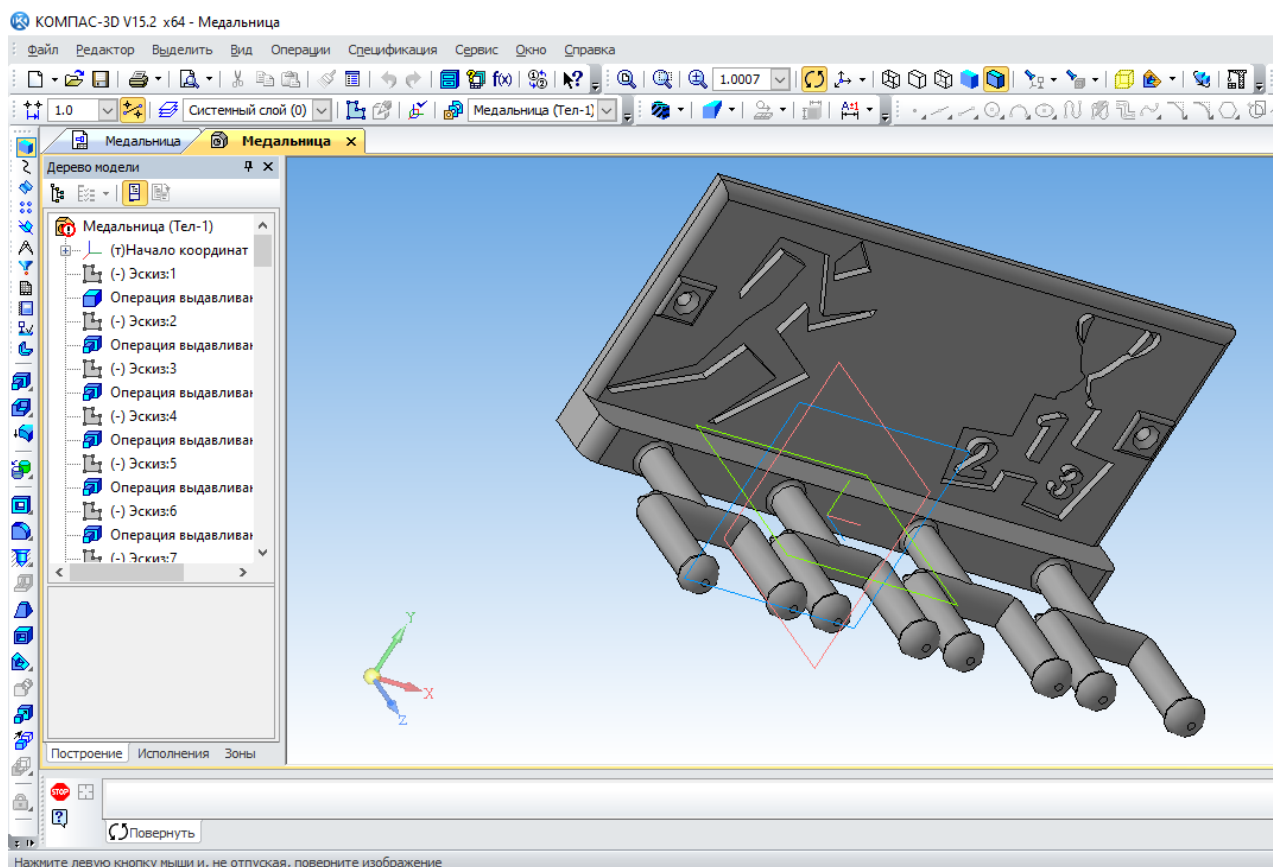 КОМПАС-3D V15.2 x64 - Медальница
Файл Редактор Выделить Вид Операции Спецификация Сервис Окно Справка
1.0007
1.0 Системный слой (0) Медальница (Тел-1)
Медальница Медальница
Дерево модели
Медальница (Тел-1)
(т)Начало координат
(-) Эскиз:1
Операция выдавливан
(-) Эскиз:2
Операция выдавливан
(-) Эскиз:3
Операция выдавливан
(-) Эскиз:4
Операция выдавливан
(-) Эскиз:5
Операция выдавливан
(-) Эскиз:6
Операция выдавливан
(-) Эскиз:7
1
2
3
Y
X
Z
Построение Исполнения Зоны
STOP
Повернуть
Нажмите левую кнопку мыши и, не отпуская, поверните изображение